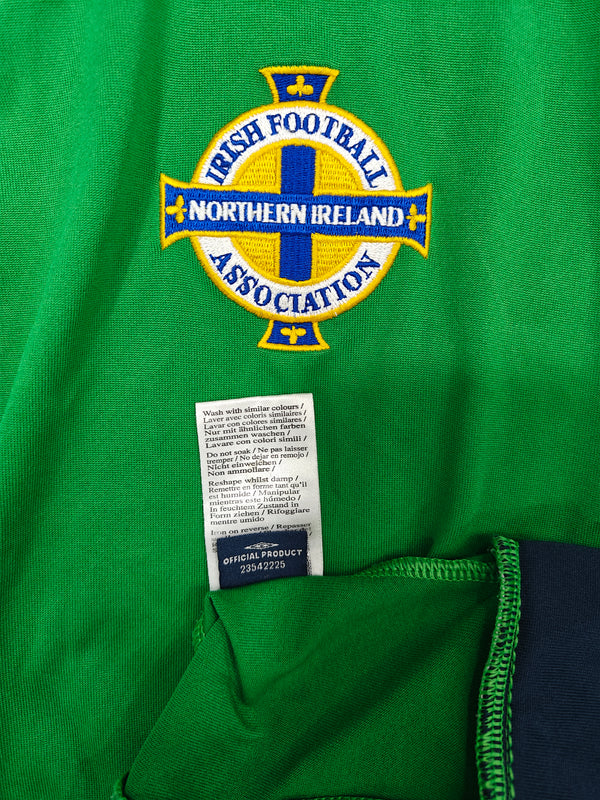 IRISH FOOTBALL
NORTHERN IRELAND
ASSOCIATION
Wash with similar colours /
Laver avec coloris similaires /
Lavar con colores similares /
Nur mit ähnlichen farben
zusammen waschen /
Lavare con colori simili /
Do not soak / Ne pas laisser
tremper / No dejar en remojo /
Nicht einweichen /
Non ammollare /
Reshape whilst damp /
Remettre en forme tant qu'il
est humide / Manipular
mientras este húmedo /
In feuchtem Zustand in
Form ziehen / Rifoggiare
mentre umido
Iron on reverse / Repasser
OFFICIAL PRODUCT
23542225